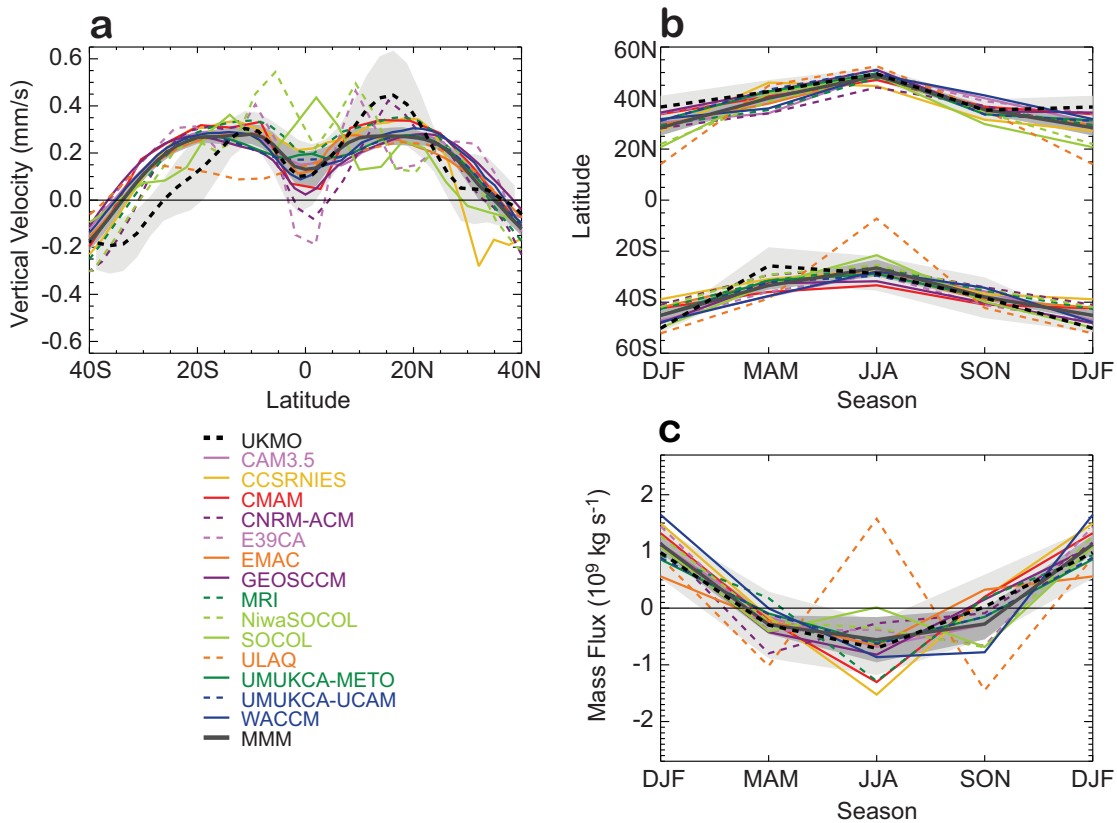 a
0.6
0.4
0.2
0.0
-0.2
-0.4
-0.6
Vertical Velocity (mm/s)
40S
20S
0
20N
40N
Latitude
b
60N
40N
20N
0
20S
40S
60S
Latitude
DJF
MAM
JJA
SON
DJF
Season
UKMO
CAM3.5
CCSRNIES
CMAM
CNRM-ACM
E39CA
EMAC
GEOSCCM
MRI
NiwaSOCOL
SOCOL
ULAQ
UMUKCA-METO
UMUKCA-UCAM
WACCM
MMM
c
2
1
0
-1
-2
Mass Flux (10⁹ kg s⁻¹)
DJF
MAM
JJA
SON
DJF
Season